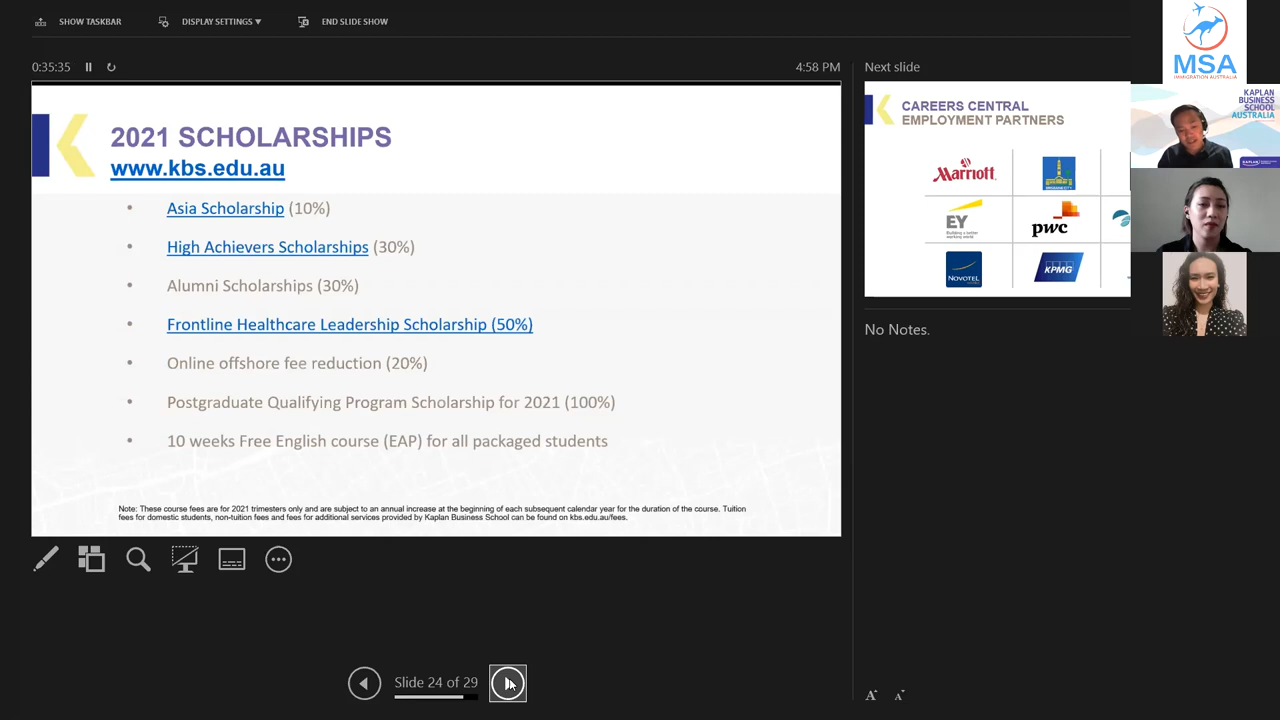 SHOW TASKBAR
DISPLAY SETTINGS ▾
END SLIDE SHOW
0:35:35
4:58 PM
2021 SCHOLARSHIPS
www.kbs.edu.au
• Asia Scholarship (10%)
• High Achievers Scholarships (30%)
• Alumni Scholarships (30%)
• Frontline Healthcare Leadership Scholarship (50%)
• Online offshore fee reduction (20%)
• Postgraduate Qualifying Program Scholarship for 2021 (100%)
• 10 weeks Free English course (EAP) for all packaged students
Note: These course fees are for 2021 trimesters only and are subject to an annual increase at the beginning of each subsequent calendar year for the duration of the course. Tuition
fees for domestic students, non-tuition fees and fees for additional services provided by Kaplan Business School can be found on kbs.edu.au/fees.
Slide 24 of 29
Next slide
CAREERS CENTRAL
EMPLOYMENT PARTNERS
Marriott
BRISBANE CITY
EY
Building a better
working world
pwc
NOVOTEL
KPMG
No Notes.
A
A
MSA
IMMIGRATION AUSTRALIA
KAPLAN
BUSINESS
SCHOOL
AUSTRALIA